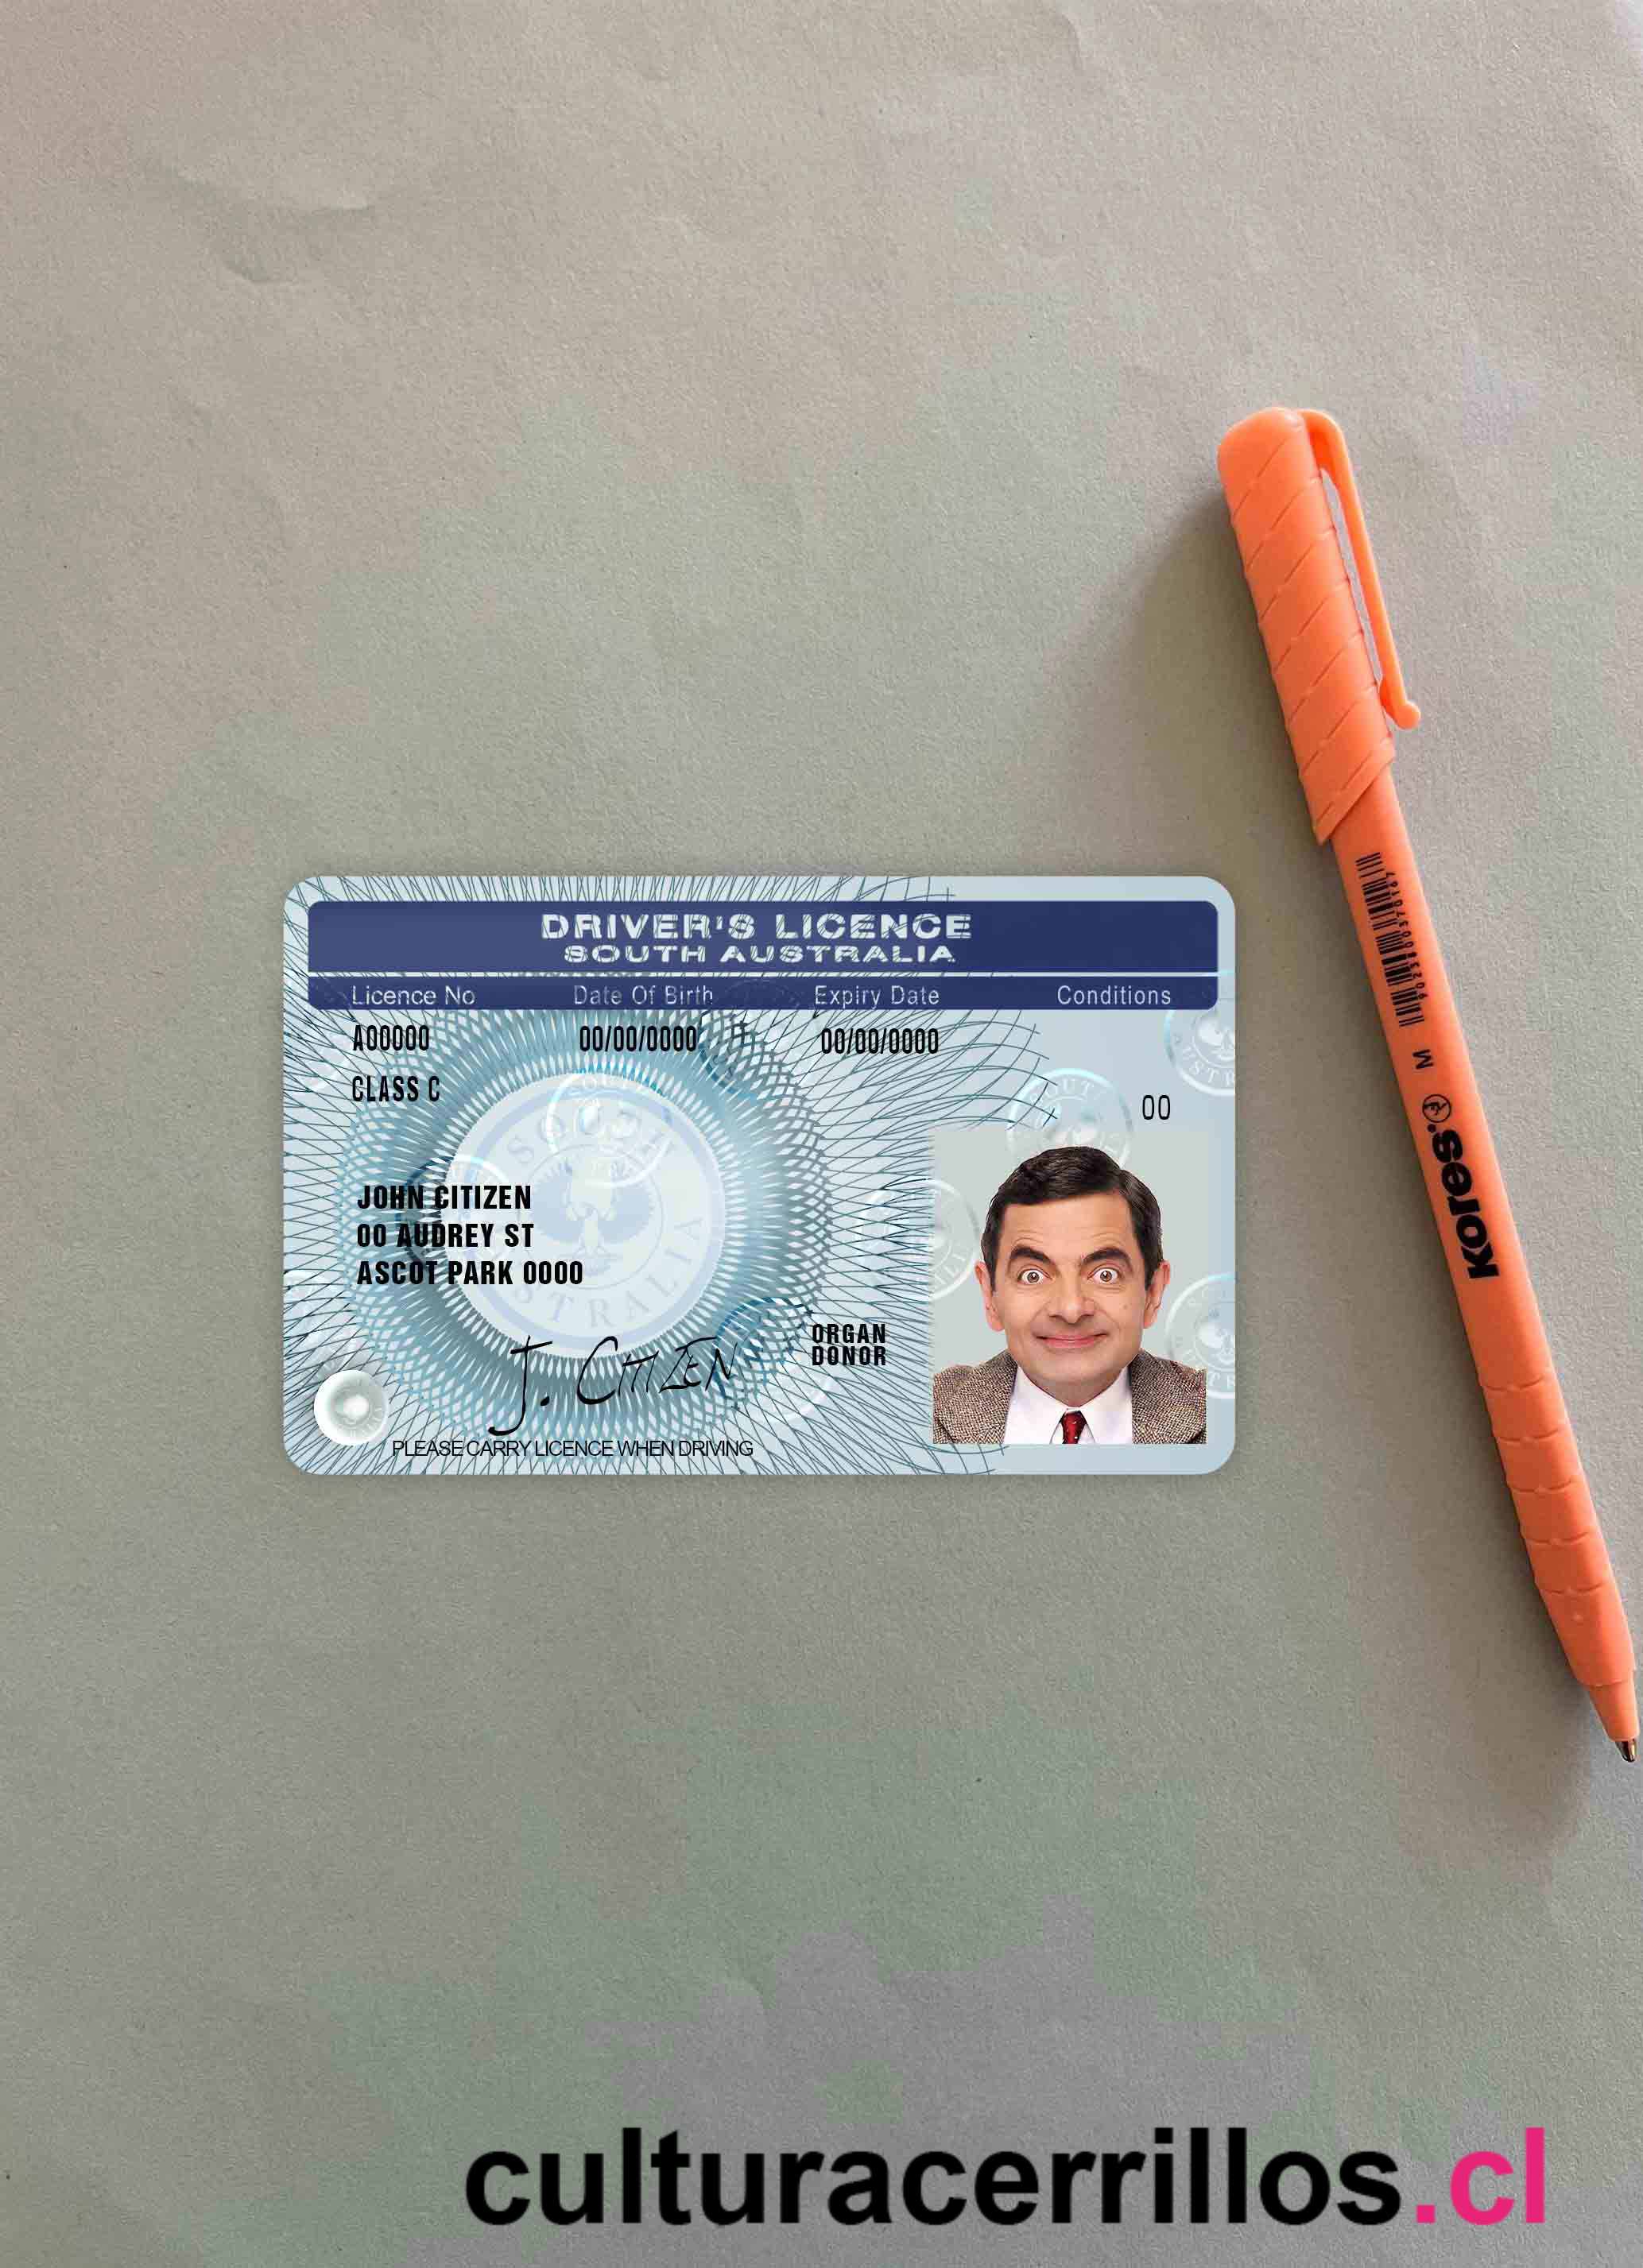 DRIVER'S LICENCE
SOUTH AUSTRALIA
Licence No Date Of Birth Expiry Date Conditions
A00000 00/00/0000 00/00/0000
CLASS C
00
JOHN CITIZEN
00 AUDREY ST
ASCOT PARK 0000
ORGAN
DONOR
J. CITIZEN
PLEASE CARRY LICENCE WHEN DRIVING
SOUTH AUSTRALIA
M kores
culturacerrillos.cl